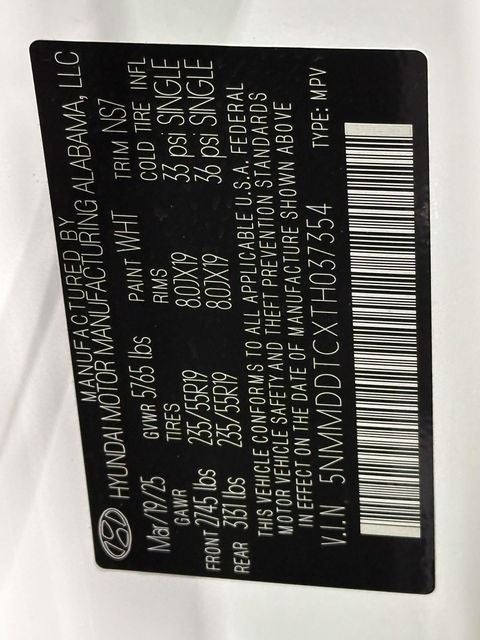 MANUFACTURED BY
HYUNDAI MOTOR MANUFACTURING ALABAMA, LLC
Mar/19/25 GVWR 5765 lbs PAINT WHT TRIM NS7
GAWR TIRES RIMS COLD TIRE INFL
FRONT 2745 lbs 235/55R19 8.0JX19 33 psi SINGLE
REAR 3131 lbs 235/55R19 8.0JX19 36 psi SINGLE
THIS VEHICLE CONFORMS TO ALL APPLICABLE U.S.A. FEDERAL
MOTOR VEHICLE SAFETY AND THEFT PREVENTION STANDARDS
IN EFFECT ON THE DATE OF MANUFACTURE SHOWN ABOVE
V.I.N 5NMMDDTCXTH037354 TYPE: MPV